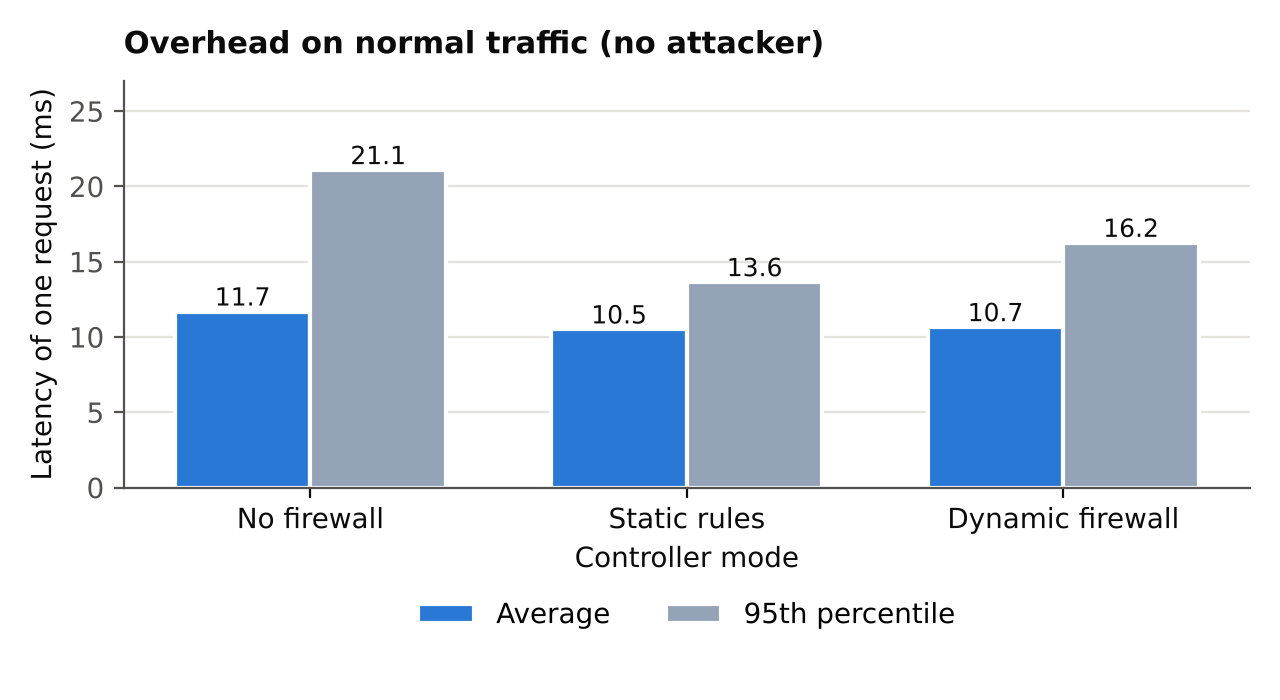 Overhead on normal traffic (no attacker)
Latency of one request (ms)
25
20
15
10
5
0
11.7
21.1
10.5
13.6
10.7
16.2
No firewall
Static rules
Dynamic firewall
Controller mode
Average
95th percentile